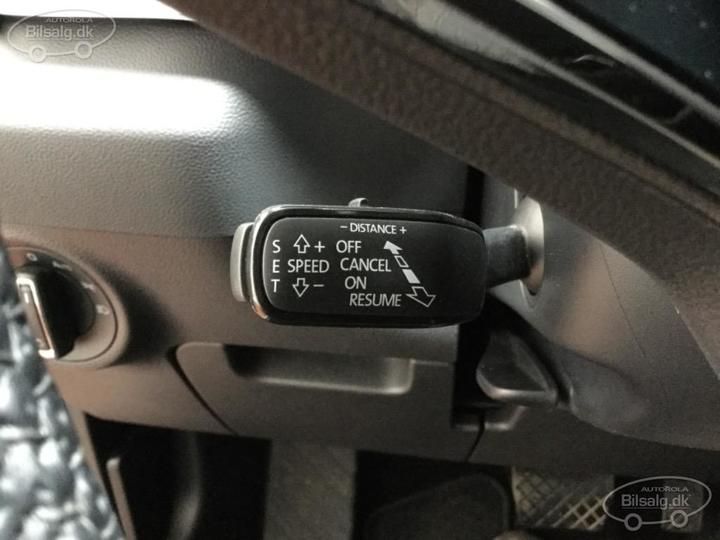 AUTOROLA
Bilsalg.dk
− DISTANCE +
S ⇧ + OFF
E SPEED CANCEL
T ⇩ − ON
RESUME
AUTOROLA
Bilsalg.dk